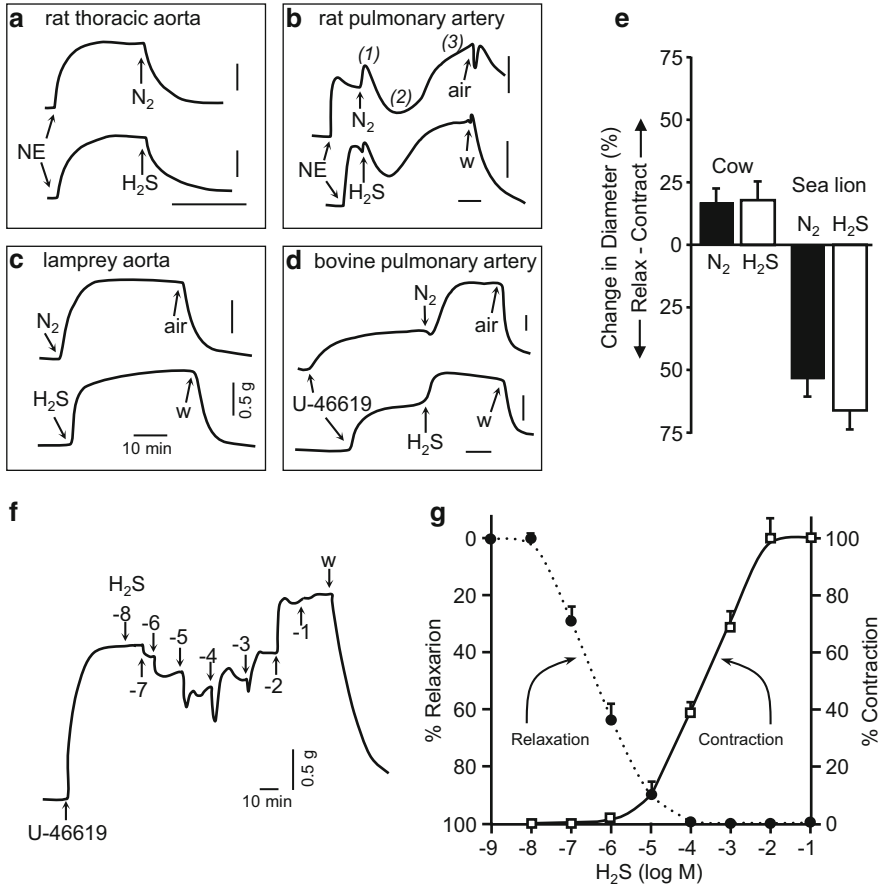 a rat thoracic aorta
N₂
NE
H₂S
b rat pulmonary artery
(1)
(2)
(3)
N₂
air
NE
H₂S
w
c lamprey aorta
N₂
air
H₂S
w
0.5 g
10 min
d bovine pulmonary artery
N₂
air
U-46619
H₂S
w
e
Change in Diameter (%)
Relax - Contract
75
50
25
0
25
50
75
Cow
N₂ H₂S
Sea lion
N₂ H₂S
f
H₂S
-8
-7
-6
-5
-4
-3
-2
-1
w
U-46619
10 min
0.5 g
g
% Relaxarion
0
20
40
60
80
100
Relaxation
Contraction
100
80
60
40
20
0
% Contraction
-9 -8 -7 -6 -5 -4 -3 -2 -1
H₂S (log M)